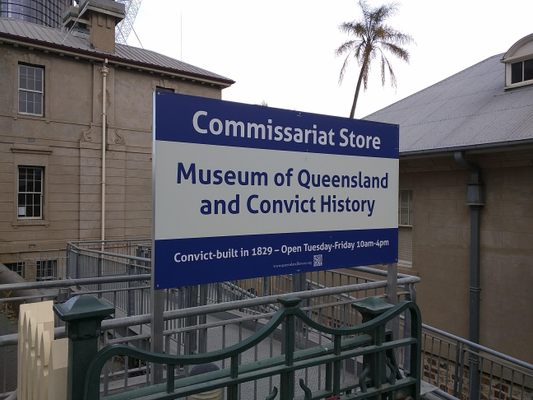 Commissariat Store
Museum of Queensland
and Convict History
Convict-built in 1829 – Open Tuesday-Friday 10am-4pm